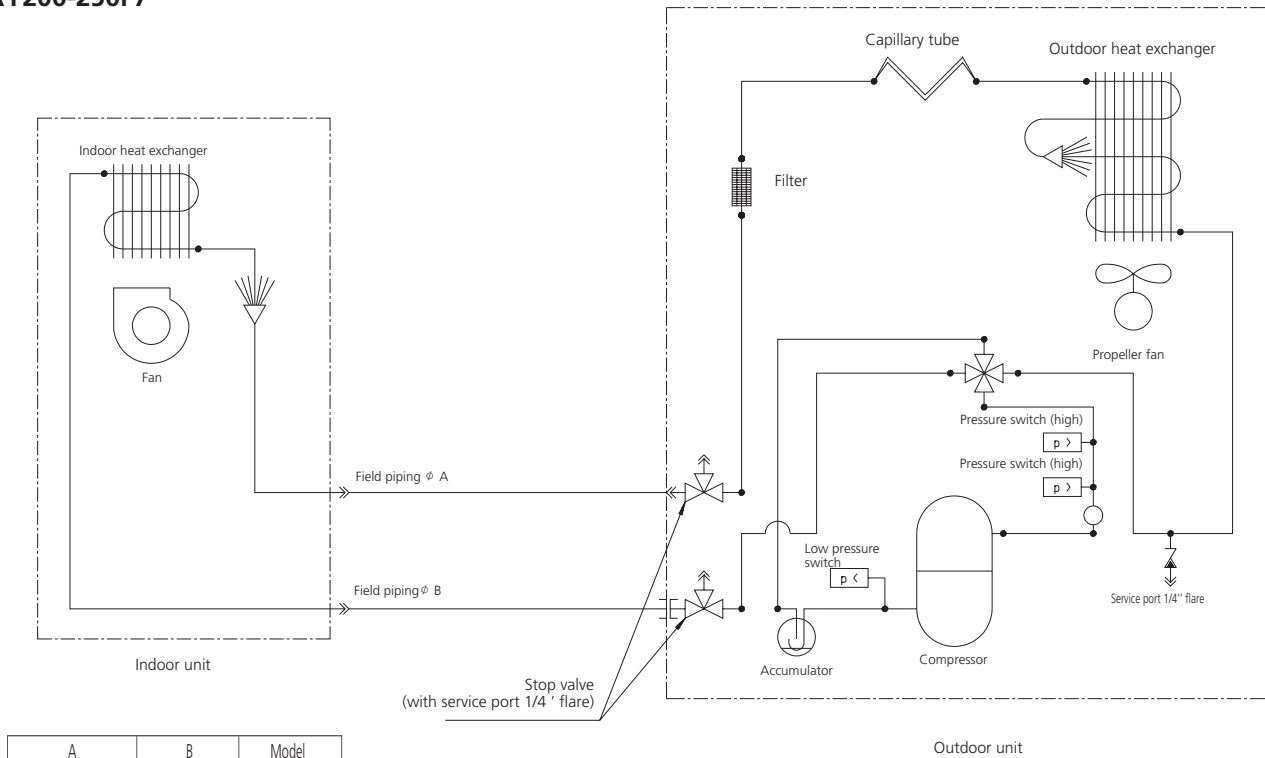 Capillary tube
Outdoor heat exchanger
Indoor heat exchanger
Filter
Fan
Propeller fan
Pressure switch (high)
p >
Pressure switch (high)
p >
Field piping ϕ A
Low pressure
switch
p <
Field piping ϕ B
Service port 1/4'' flare
Indoor unit
Accumulator
Compressor
Stop valve
(with service port 1/4 ' flare)
Outdoor unit
A B Model